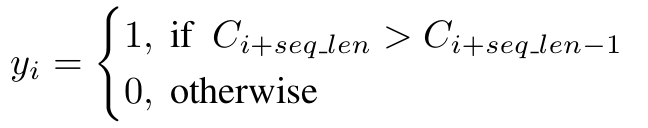 y_i = { 1, if C_{i+seq_len} > C_{i+seq_len−1}
0, otherwise